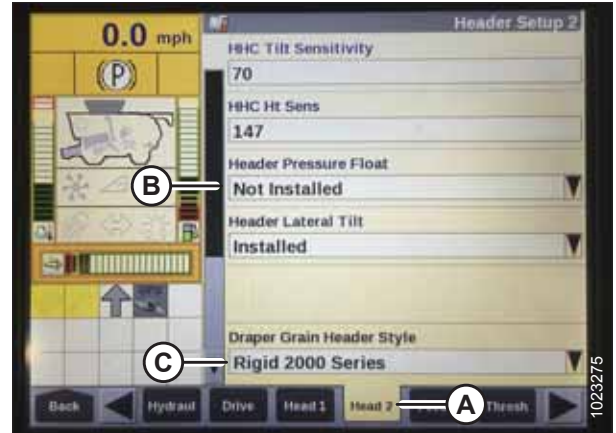 0.0 mph
Header Setup 2
(P)
HHC Tilt Sensitivity
70
HHC Ht Sens
147
Header Pressure Float
B
Not Installed
Header Lateral Tilt
Installed
Draper Grain Header Style
C
Rigid 2000 Series
Back
Hydraul
Drive
Head 1
Head 2
A
Thresh
1023275